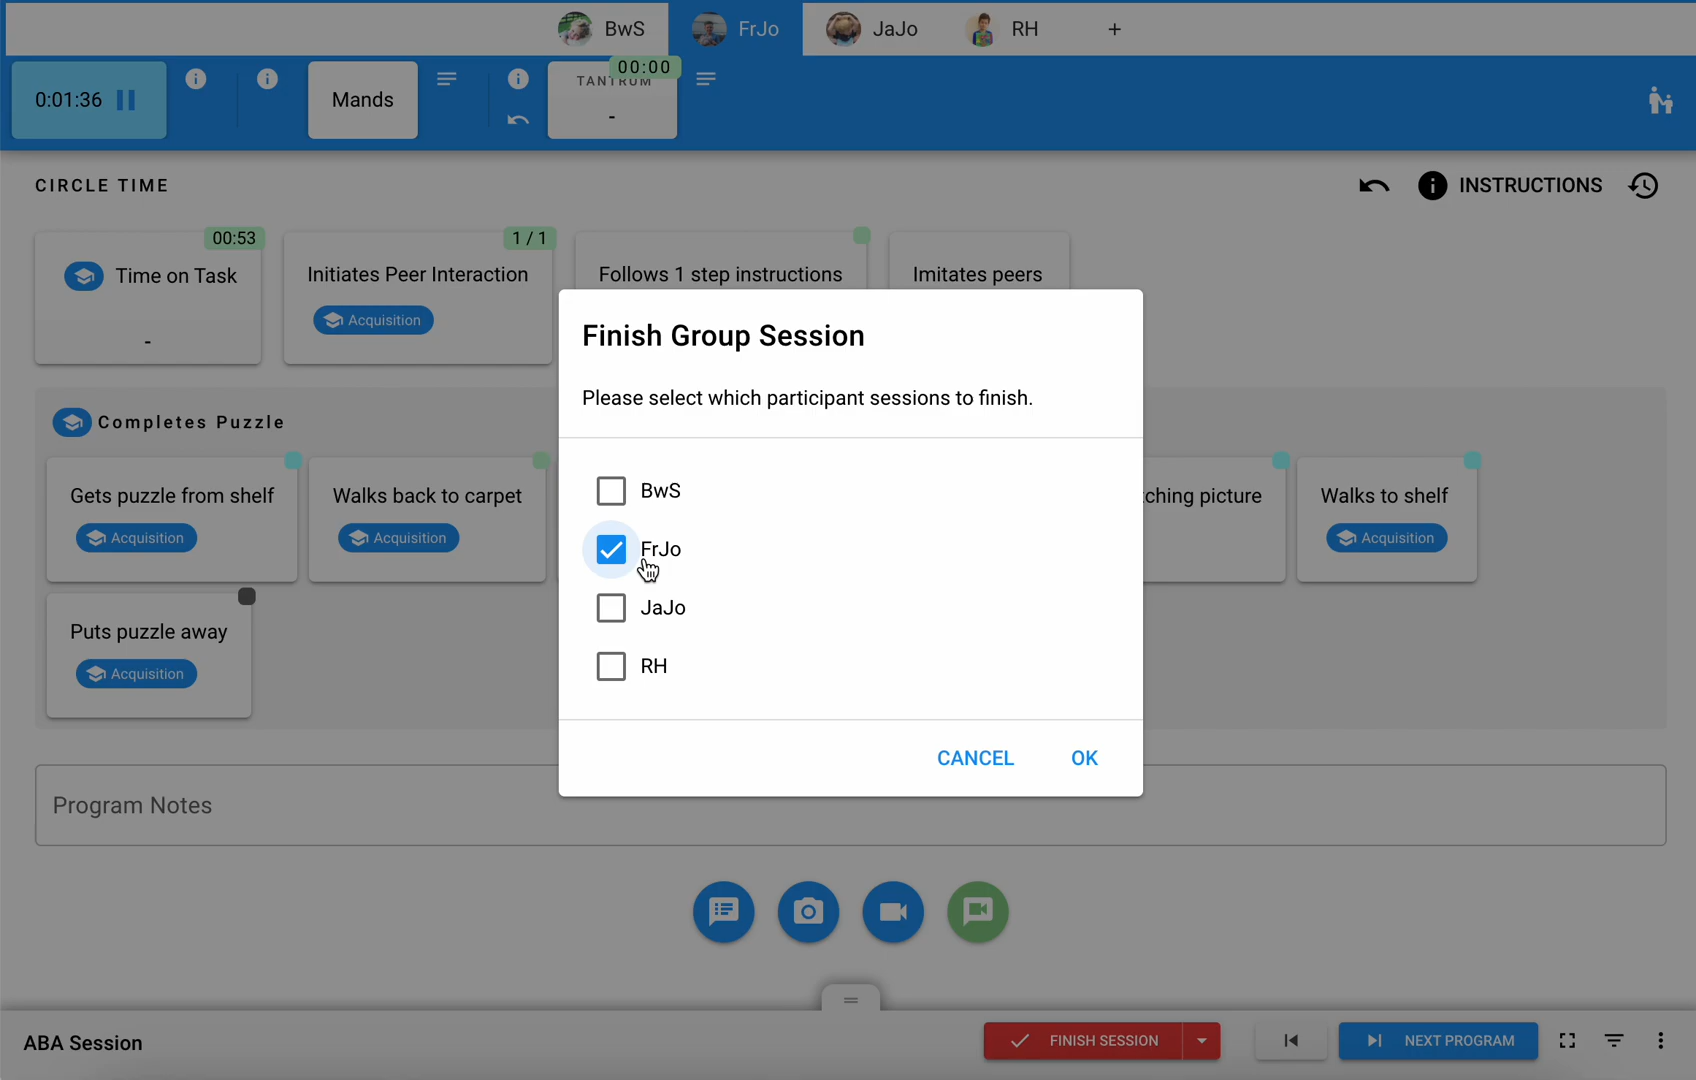 BwS
FrJo
JaJo
RH
+
0:01:36
Mands
00:00
TANTRUM
-
CIRCLE TIME
INSTRUCTIONS
00:53
Time on Task
-
1 / 1
Initiates Peer Interaction
Acquisition
Follows 1 step instructions
Imitates peers
Completes Puzzle
Gets puzzle from shelf
Acquisition
Walks back to carpet
Acquisition
ching picture
Walks to shelf
Acquisition
Puts puzzle away
Acquisition
Finish Group Session
Please select which participant sessions to finish.
BwS
FrJo
JaJo
RH
CANCEL
OK
Program Notes
ABA Session
FINISH SESSION
NEXT PROGRAM